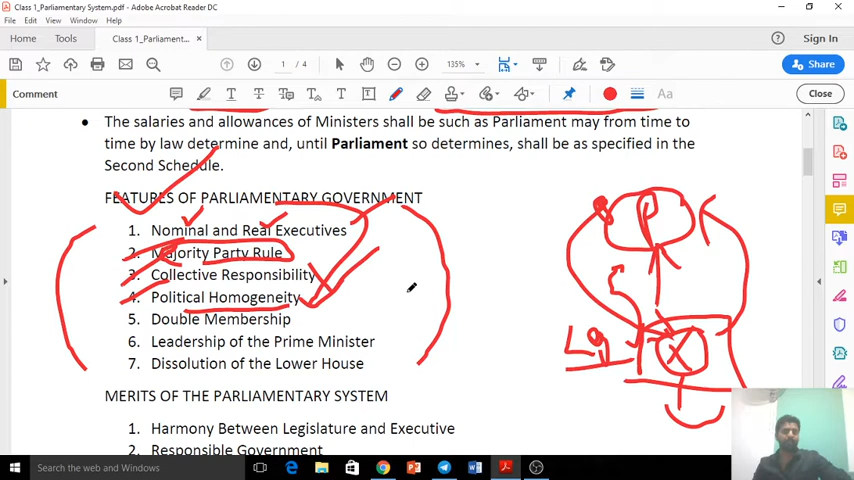 Class 1_Parliamentary System.pdf - Adobe Acrobat Reader DC
File Edit View Window Help
Home Tools Class 1_Parliament... × Sign In
1 / 4 135% Share
Comment Close
The salaries and allowances of Ministers shall be such as Parliament may from time to
time by law determine and, until Parliament so determines, shall be as specified in the
Second Schedule.
FEATURES OF PARLIAMENTARY GOVERNMENT
1. Nominal and Real Executives
2. Majority Party Rule
3. Collective Responsibility
4. Political Homogeneity
5. Double Membership
6. Leadership of the Prime Minister
7. Dissolution of the Lower House
MERITS OF THE PARLIAMENTARY SYSTEM
1. Harmony Between Legislature and Executive
2. Responsible Government
P
X
Search the web and Windows